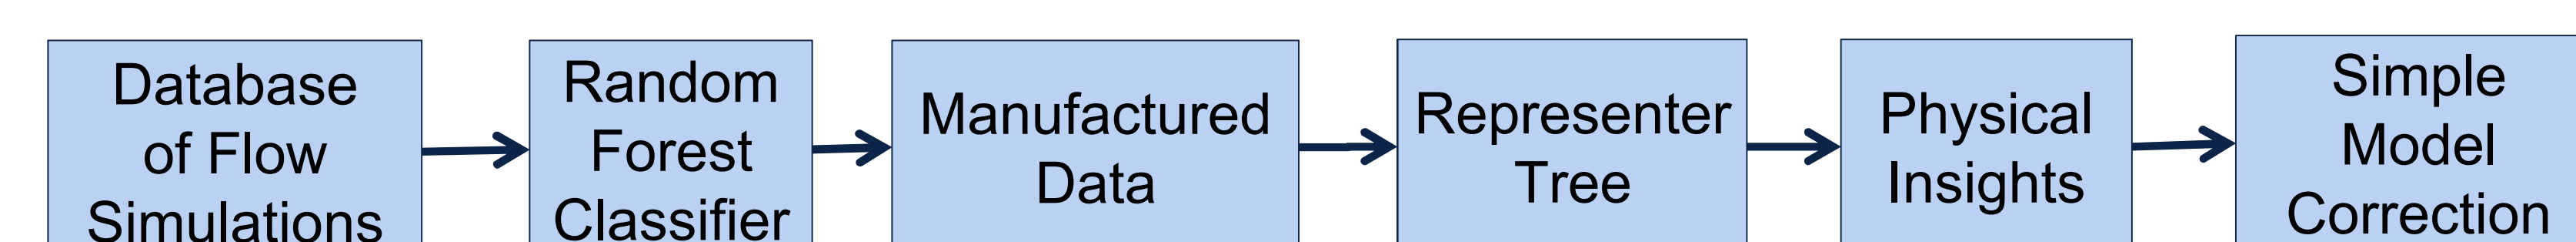 Database
of Flow
Simulations
Random
Forest
Classifier
Manufactured
Data
Representer
Tree
Physical
Insights
Simple
Model
Correction